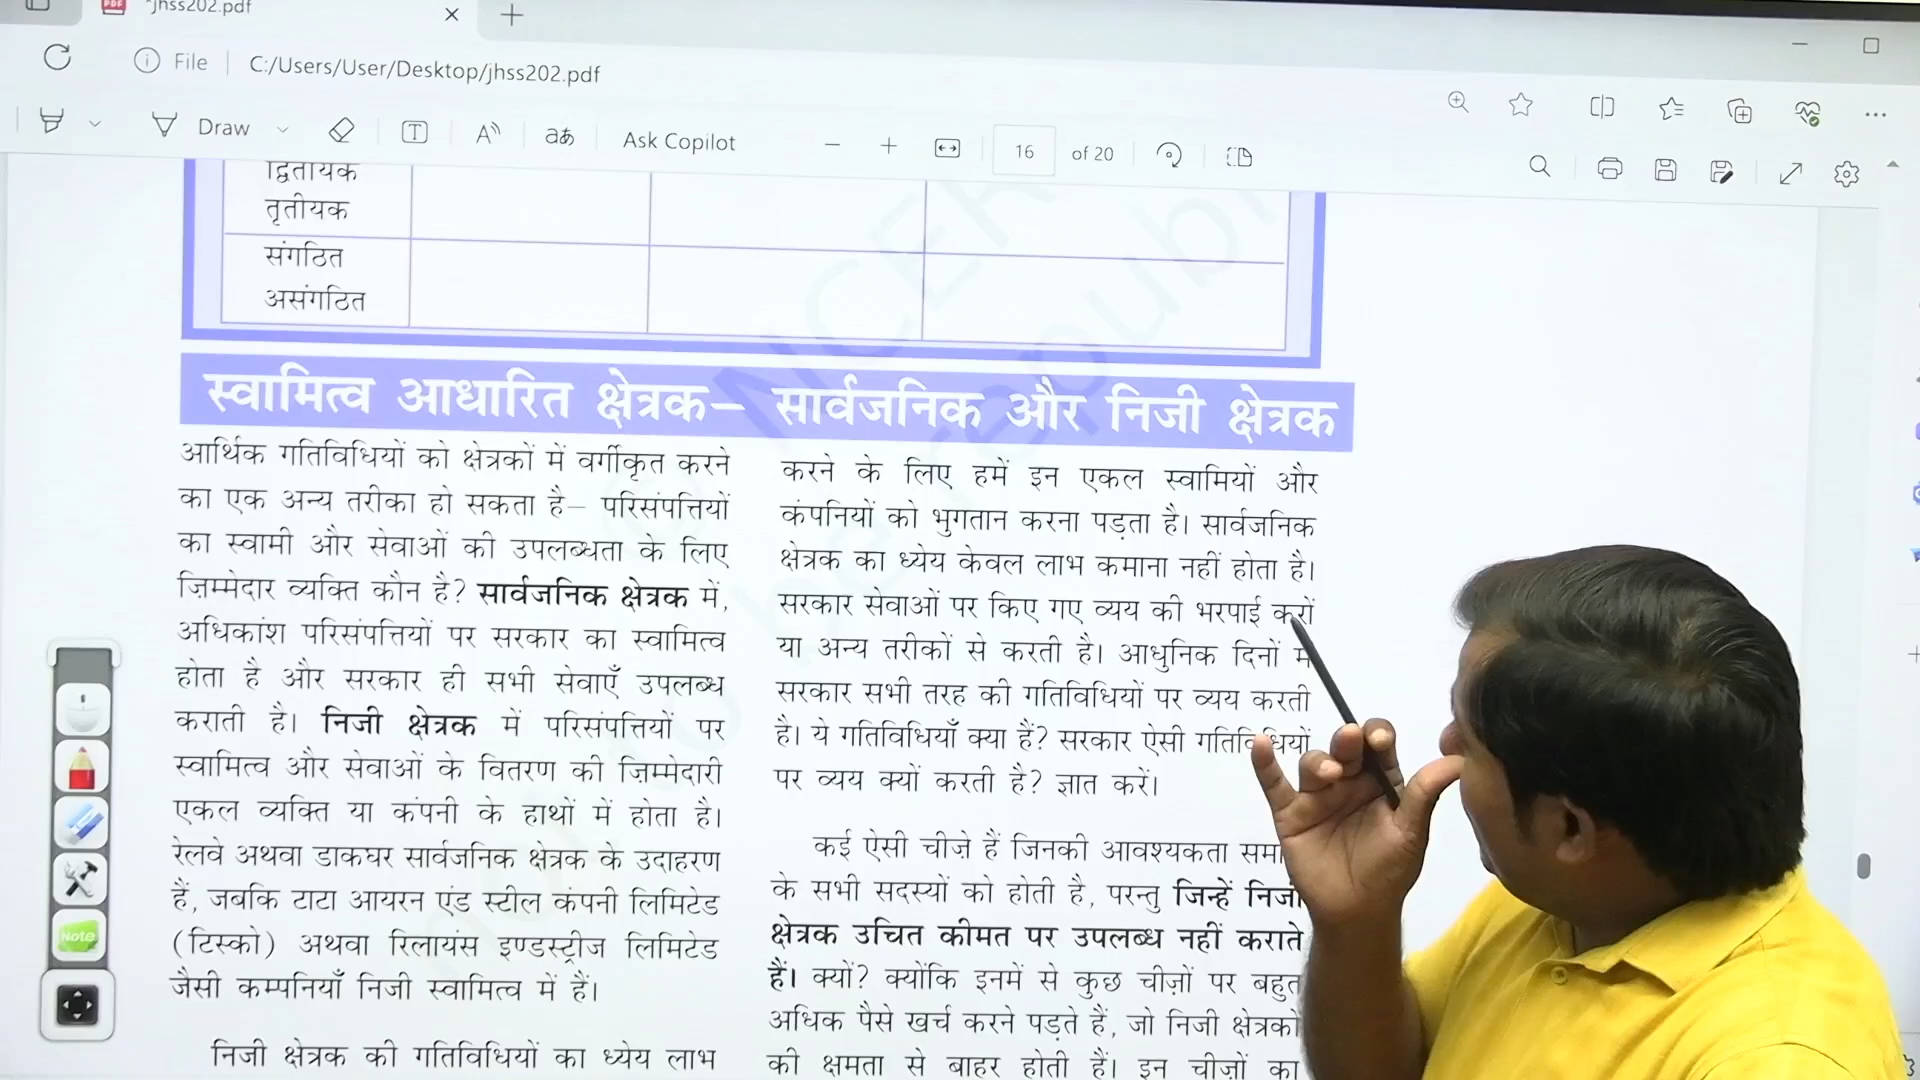 jhss202.pdf
File
C:/Users/User/Desktop/jhss202.pdf
Draw
aあ
Ask Copilot
16
of 20
द्वितीयक
तृतीयक
संगठित
असंगठित
स्वामित्व आधारित क्षेत्रक– सार्वजनिक और निजी क्षेत्रक
आर्थिक गतिविधियों को क्षेत्रकों में वर्गीकृत करने
का एक अन्य तरीका हो सकता है– परिसंपत्तियों
का स्वामी और सेवाओं की उपलब्धता के लिए
ज़िम्मेदार व्यक्ति कौन है? सार्वजनिक क्षेत्रक में,
अधिकांश परिसंपत्तियों पर सरकार का स्वामित्व
होता है और सरकार ही सभी सेवाएँ उपलब्ध
कराती है। निजी क्षेत्रक में परिसंपत्तियों पर
स्वामित्व और सेवाओं के वितरण की ज़िम्मेदारी
एकल व्यक्ति या कंपनी के हाथों में होता है।
रेलवे अथवा डाकघर सार्वजनिक क्षेत्रक के उदाहरण
हैं, जबकि टाटा आयरन एंड स्टील कंपनी लिमिटेड
(टिस्को) अथवा रिलायंस इण्डस्ट्रीज लिमिटेड
जैसी कम्पनियाँ निजी स्वामित्व में हैं।
निजी क्षेत्रक की गतिविधियों का ध्येय लाभ
करने के लिए हमें इन एकल स्वामियों और
कंपनियों को भुगतान करना पड़ता है। सार्वजनिक
क्षेत्रक का ध्येय केवल लाभ कमाना नहीं होता है।
सरकार सेवाओं पर किए गए व्यय की भरपाई करों
या अन्य तरीकों से करती है। आधुनिक दिनों में
सरकार सभी तरह की गतिविधियों पर व्यय करती
है। ये गतिविधियाँ क्या हैं? सरकार ऐसी गतिविधियों
पर व्यय क्यों करती है? ज्ञात करें।
कई ऐसी चीज़े हैं जिनकी आवश्यकता समा
के सभी सदस्यों को होती है, परन्तु जिन्हें निजी
क्षेत्रक उचित कीमत पर उपलब्ध नहीं कराते
हैं। क्यों? क्योंकि इनमें से कुछ चीज़ों पर बहुत
अधिक पैसे खर्च करने पड़ते हैं, जो निजी क्षेत्रकों
की क्षमता से बाहर होती हैं। इन चीज़ों का
Note